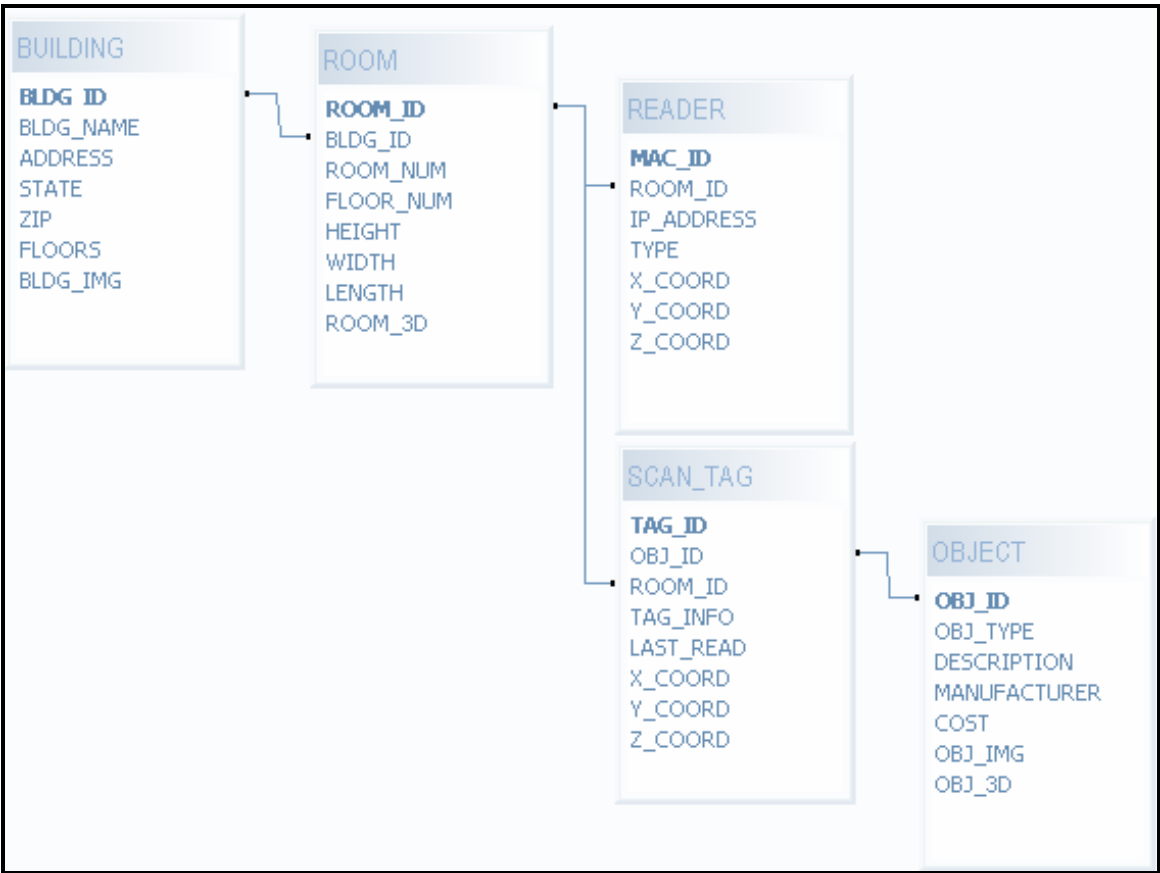 BUILDING
BLDG_ID
BLDG_NAME
ADDRESS
STATE
ZIP
FLOORS
BLDG_IMG
ROOM
ROOM_ID
BLDG_ID
ROOM_NUM
FLOOR_NUM
HEIGHT
WIDTH
LENGTH
ROOM_3D
READER
MAC_ID
ROOM_ID
IP_ADDRESS
TYPE
X_COORD
Y_COORD
Z_COORD
SCAN_TAG
TAG_ID
OBJ_ID
ROOM_ID
TAG_INFO
LAST_READ
X_COORD
Y_COORD
Z_COORD
OBJECT
OBJ_ID
OBJ_TYPE
DESCRIPTION
MANUFACTURER
COST
OBJ_IMG
OBJ_3D